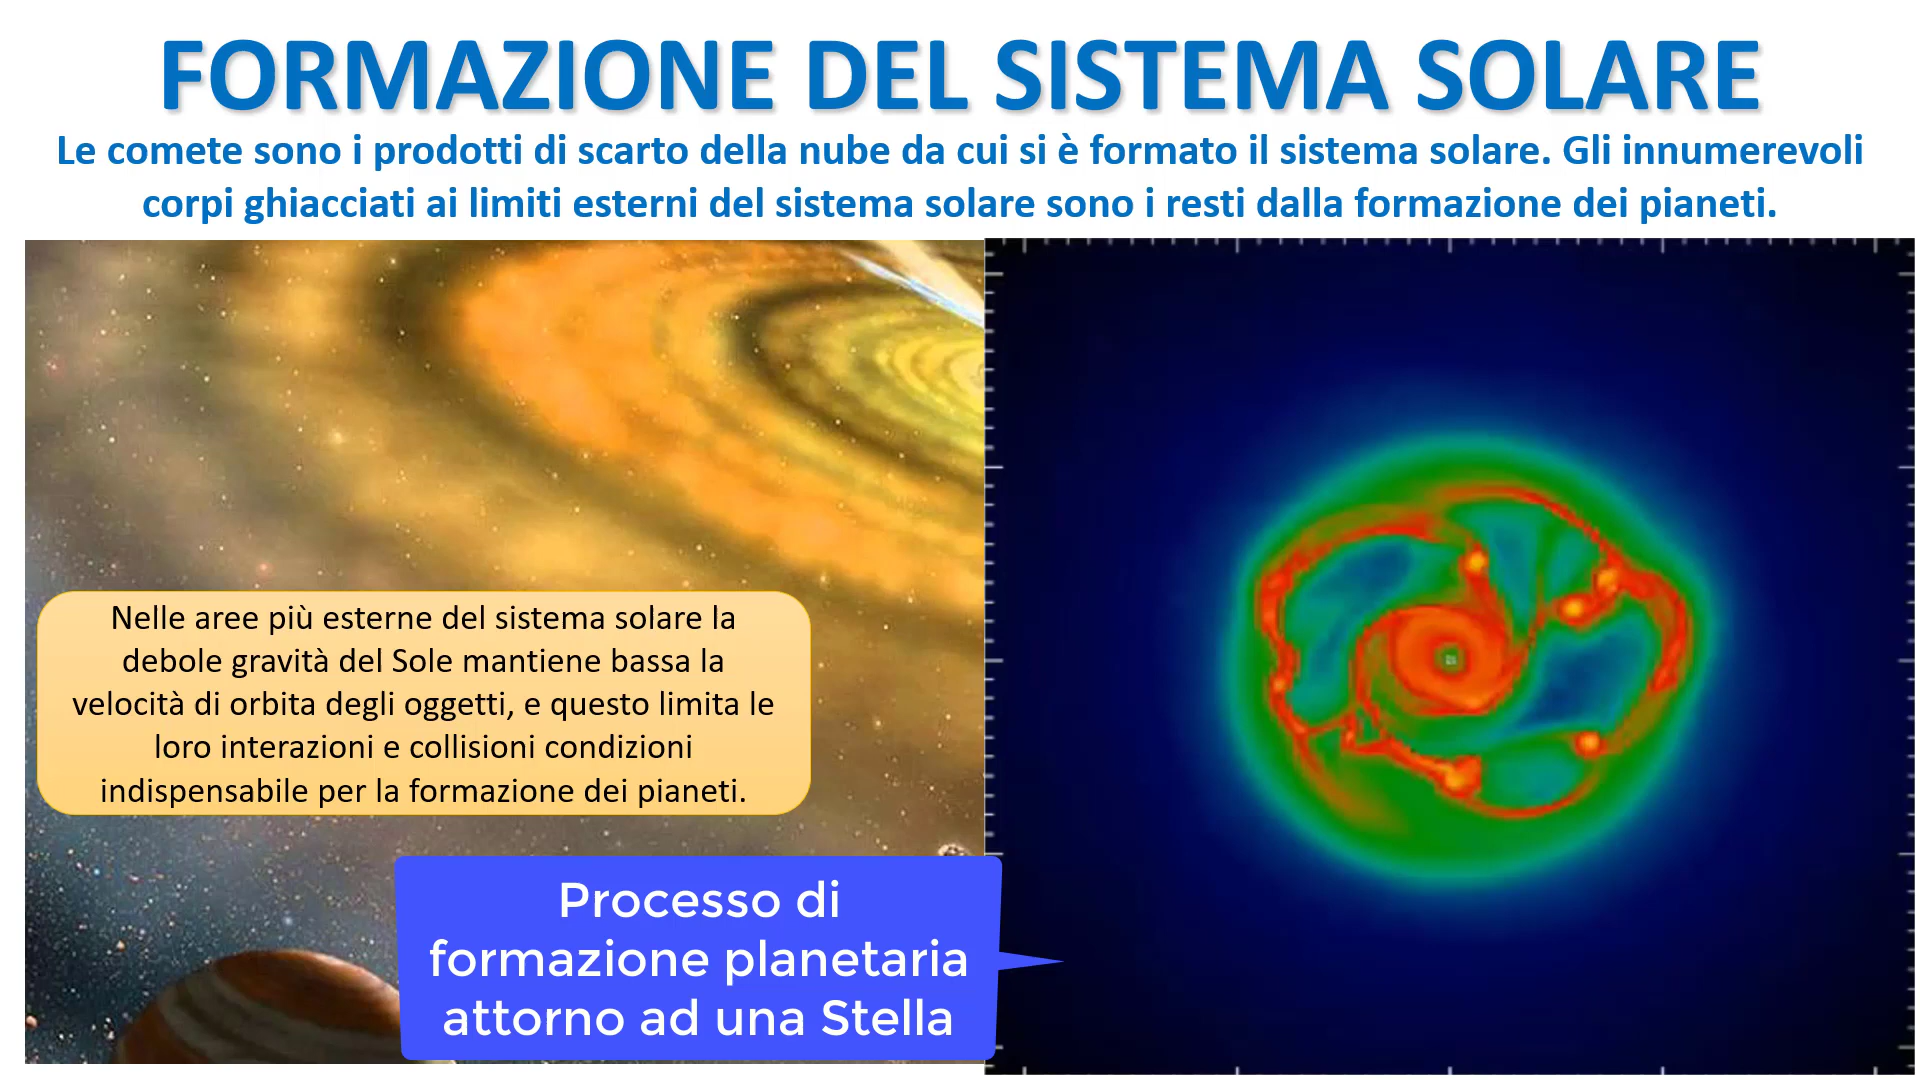 FORMAZIONE DEL SISTEMA SOLARE
Le comete sono i prodotti di scarto della nube da cui si è formato il sistema solare. Gli innumerevoli
corpi ghiacciati ai limiti esterni del sistema solare sono i resti dalla formazione dei pianeti.
Nelle aree più esterne del sistema solare la
debole gravità del Sole mantiene bassa la
velocità di orbita degli oggetti, e questo limita le
loro interazioni e collisioni condizioni
indispensabile per la formazione dei pianeti.
Processo di
formazione planetaria
attorno ad una Stella